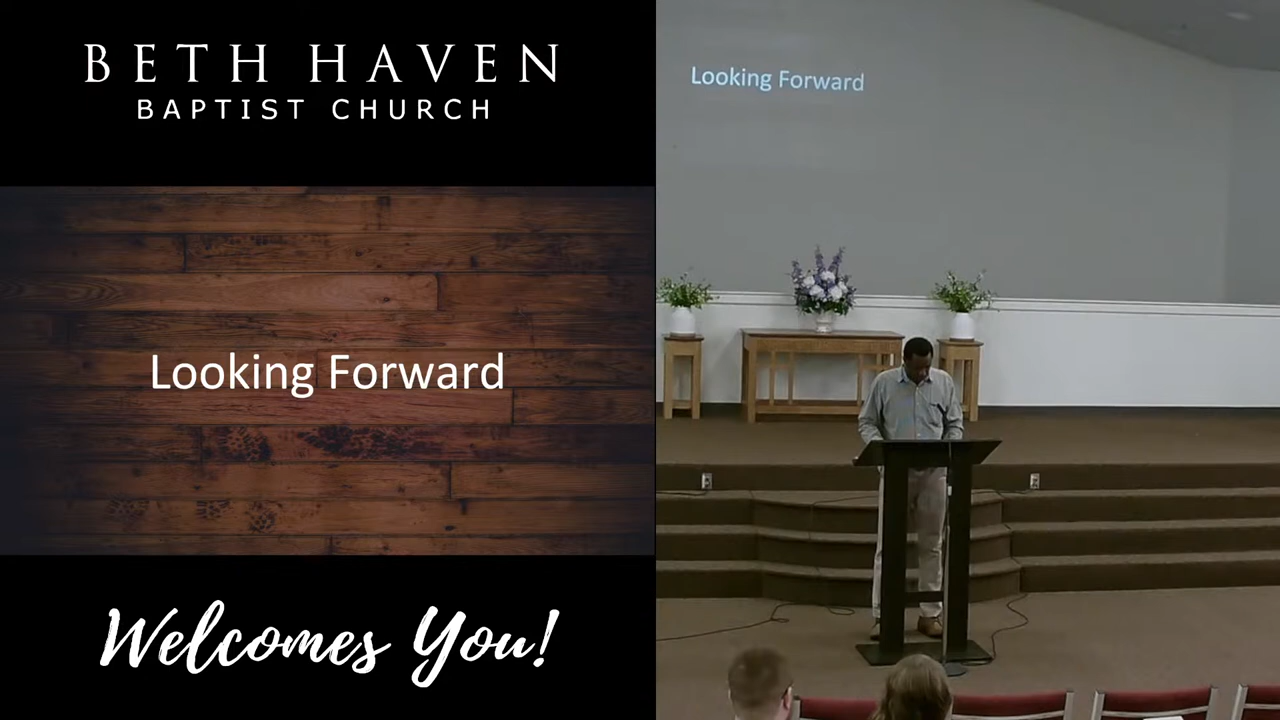 BETH HAVEN
BAPTIST CHURCH
Looking Forward
Welcomes You!
Looking Forward